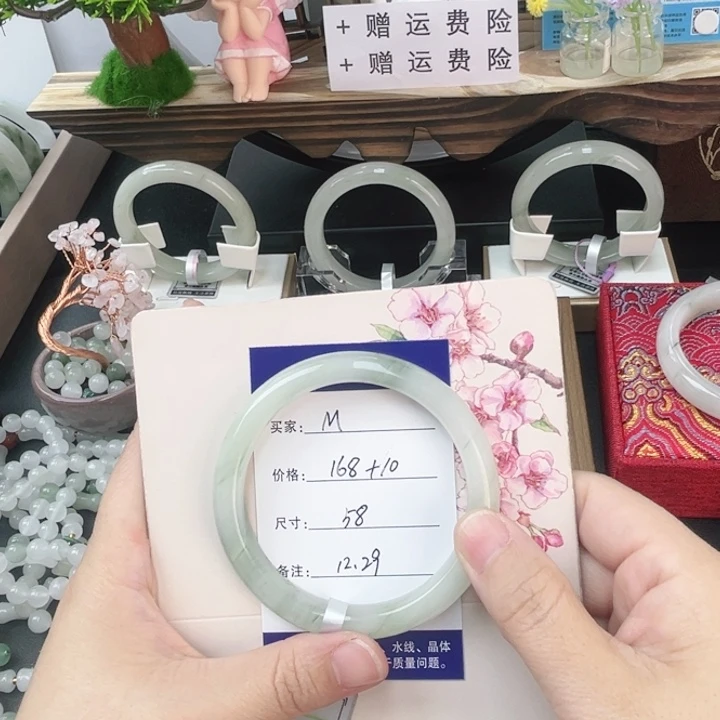 + 赠运费险
+ 赠运费险
买家: M
价格: 168+10
尺寸: 58
备注: 12.29
水线、晶体
质量问题。